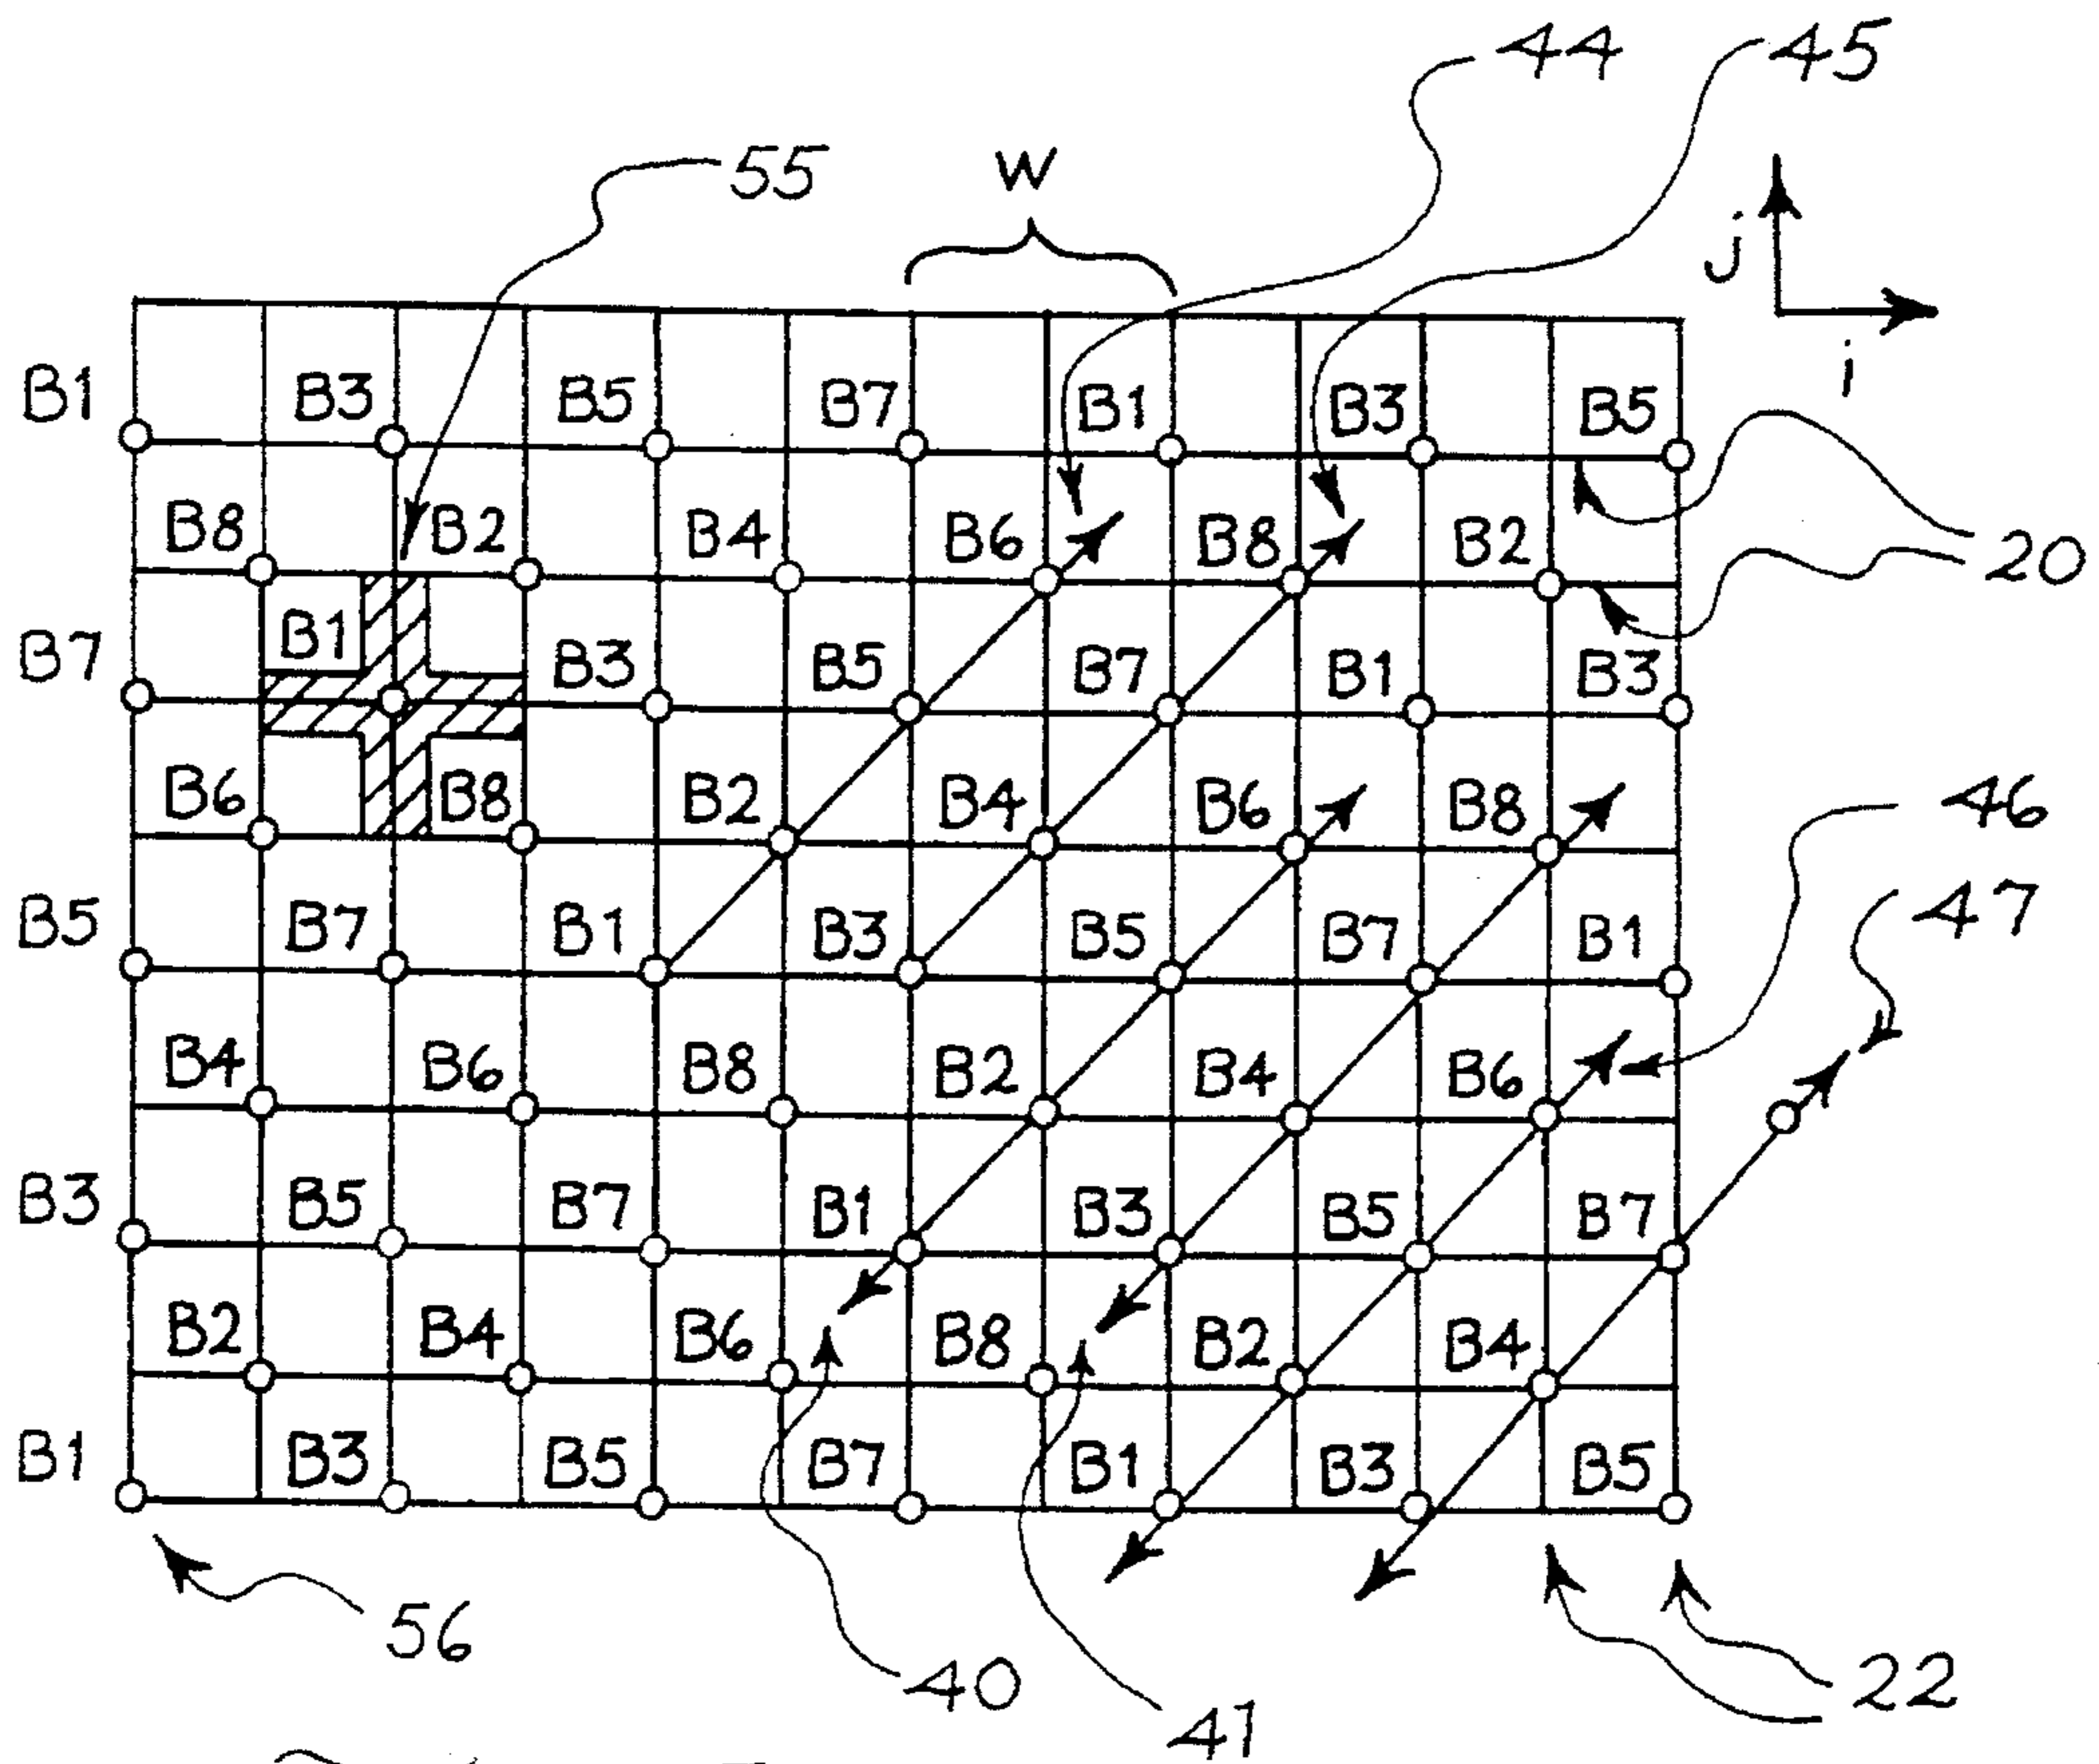 44 45
55 W
j
i
B1 B3 B5 B7 B1 B3 B5
B8 B2 B4 B6 B8 B2
20
B7 B1 B3 B5 B7 B1 B3
B6 B8 B2 B4 B6 B8
46
47
B5 B7 B1 B3 B5 B7 B1
B4 B6 B8 B2 B4 B6
B3 B5 B7 B1 B3 B5 B7
B2 B4 B6 B8 B2 B4
B1 B3 B5 B7 B1 B3 B5
56 40 41 22